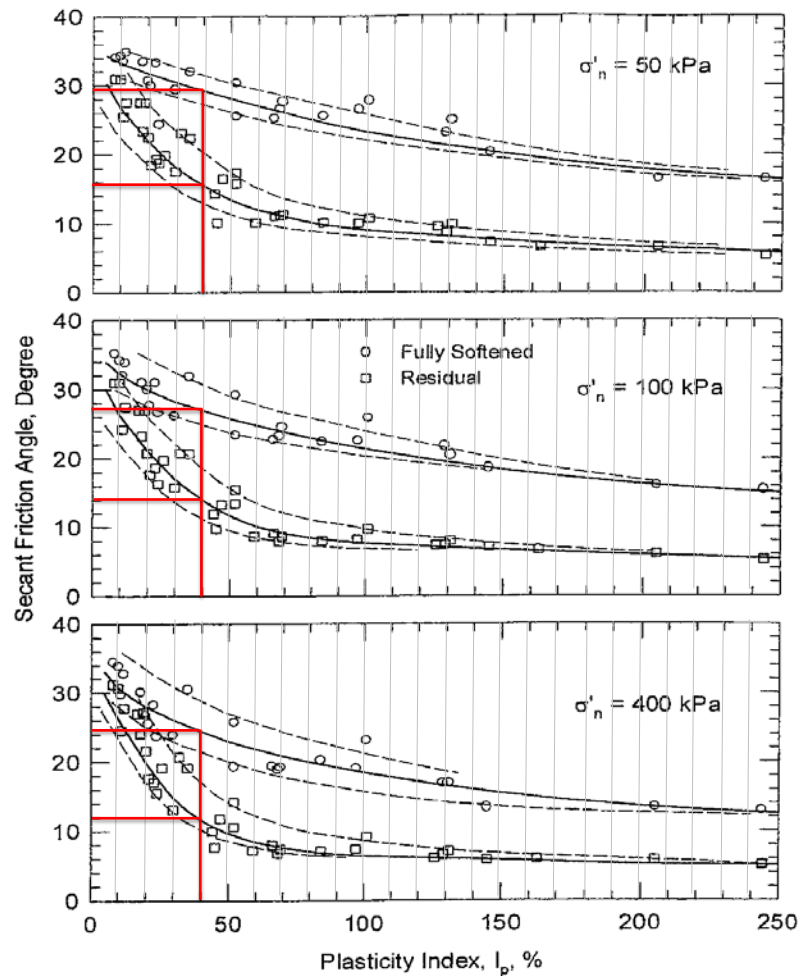 40
30
20
10
0
σ'n = 50 kPa
40
30
20
10
0
σ'n = 100 kPa
Fully Softened
Residual
40
30
20
10
0
σ'n = 400 kPa
0 50 100 150 200 250
Secant Friction Angle, Degree
Plasticity Index, Ip, %